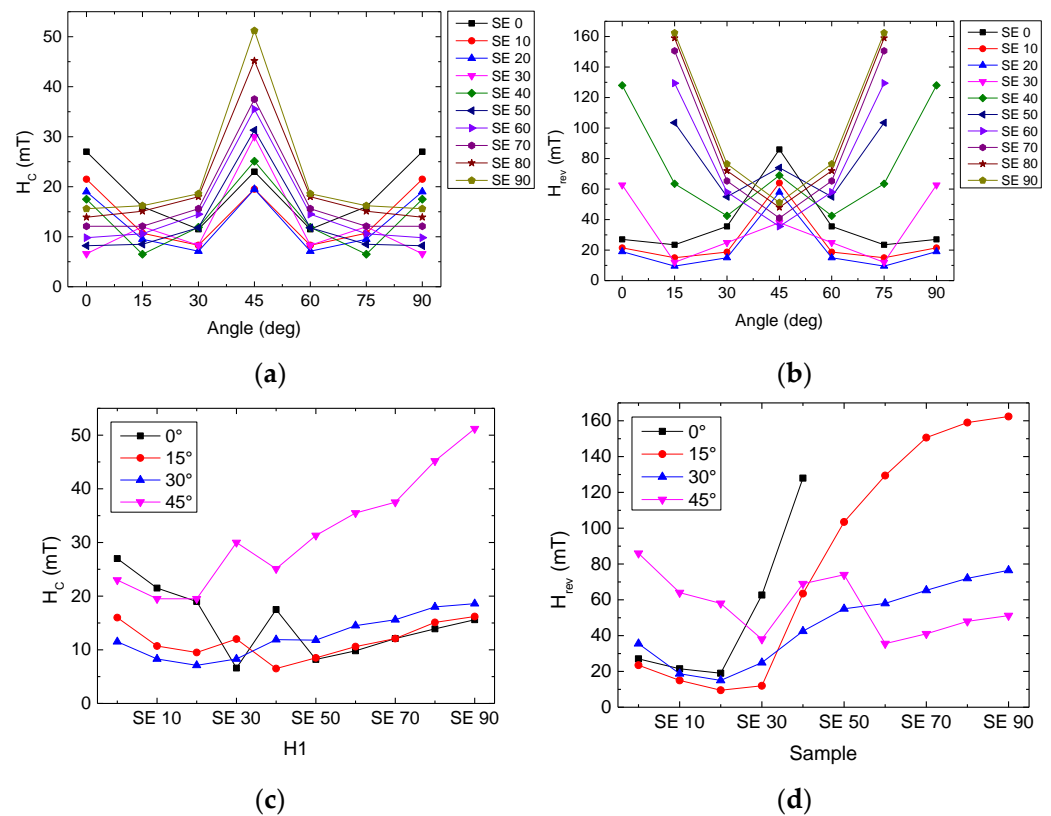 50
40
30
20
10
0
H_C (mT)
0 15 30 45 60 75 90
Angle (deg)
SE 0
SE 10
SE 20
SE 30
SE 40
SE 50
SE 60
SE 70
SE 80
SE 90
(a)
160
140
120
100
80
60
40
20
0
H_rev (mT)
0 15 30 45 60 75 90
Angle (deg)
SE 0
SE 10
SE 20
SE 30
SE 40
SE 50
SE 60
SE 70
SE 80
SE 90
(b)
50
40
30
20
10
0
H_C (mT)
0°
15°
30°
45°
SE 10 SE 30 SE 50 SE 70 SE 90
H1
(c)
160
140
120
100
80
60
40
20
0
H_rev (mT)
0°
15°
30°
45°
SE 10 SE 30 SE 50 SE 70 SE 90
Sample
(d)